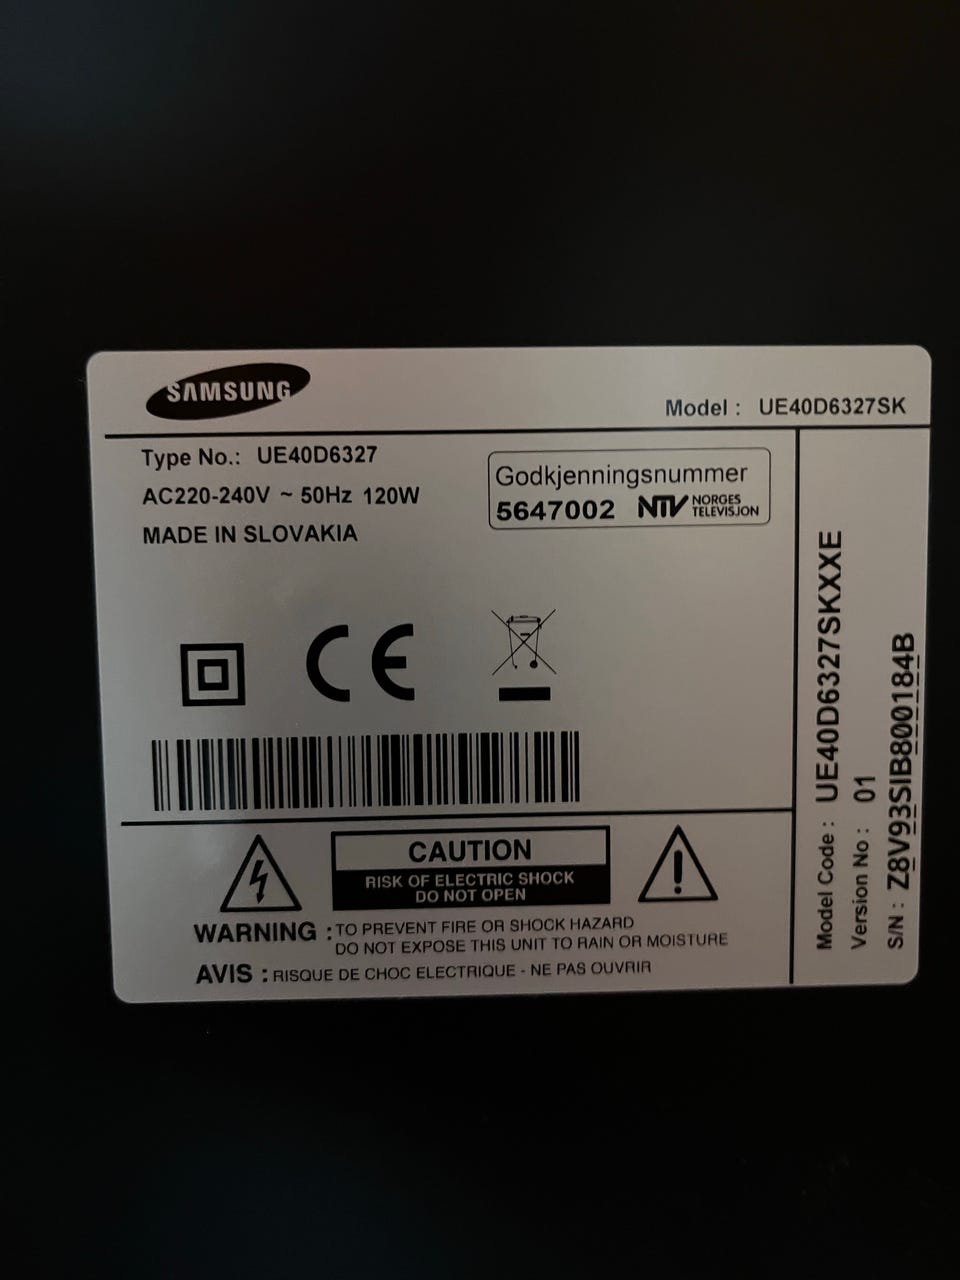 SAMSUNG
Model : UE40D6327SK
Type No.: UE40D6327
AC220-240V ~ 50Hz 120W
MADE IN SLOVAKIA
Godkjenningsnummer
5647002 NTV NORGES
TELEVISJON
CE
CAUTION
RISK OF ELECTRIC SHOCK
DO NOT OPEN
WARNING : TO PREVENT FIRE OR SHOCK HAZARD
DO NOT EXPOSE THIS UNIT TO RAIN OR MOISTURE
AVIS : RISQUE DE CHOC ELECTRIQUE - NE PAS OUVRIR
Model Code : UE40D6327SKXXE
Version No : 01
S/N : Z8V93SIB800184B